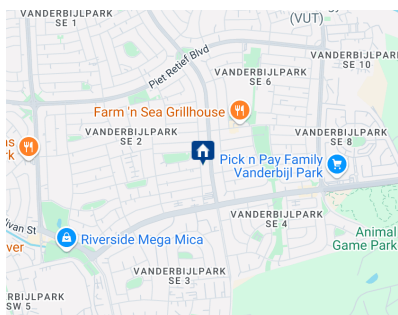 (VUT)
VANDERBIJLPARK
SE 1
Piet Retief Blvd
VANDERBIJLPARK
SE 10
VANDERBIJLPARK
SE 6
Farm 'n Sea Grillhouse
VANDERBIJLPARK
SE 2
VANDERBIJLPARK
SE 8
Pick n Pay Family
Vanderbijl Park
VANDERBIJLPARK
SE 4
Riverside Mega Mica
Animal
Game Park
VANDERBIJLPARK
SE 3
RBIJLPARK
SW 5